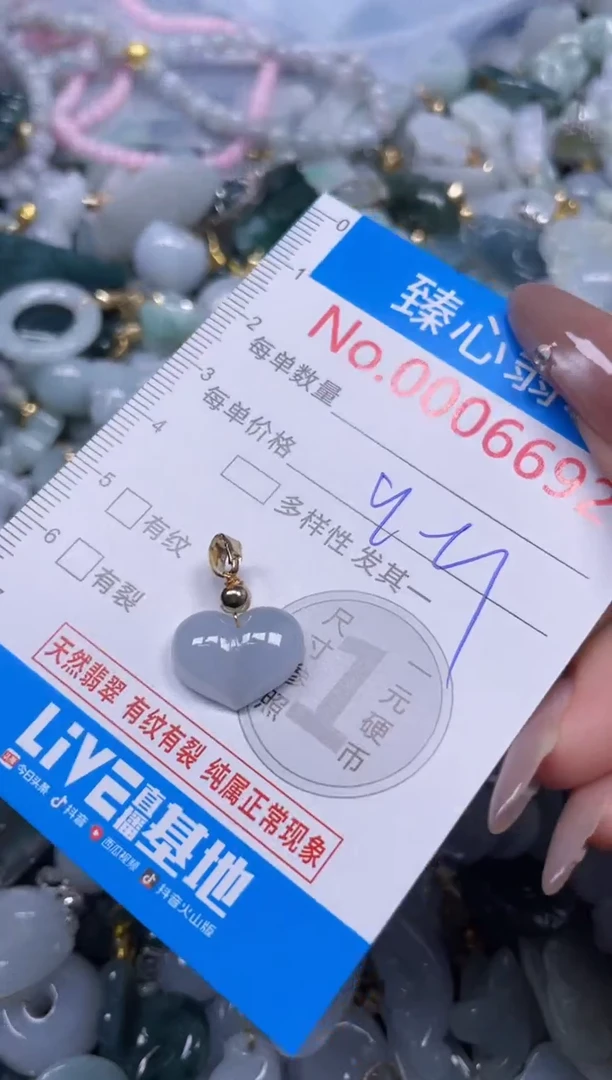 臻心翡
No.0006692
每单数量
每单价格
多样性 发其一
有纹
有裂
0
1
2
3
4
5
6
尺寸参照
1
一元硬币
天然翡翠 有纹有裂 纯属正常现象
LiVE直播基地
今日头条 抖音 西瓜视频 抖音火山版